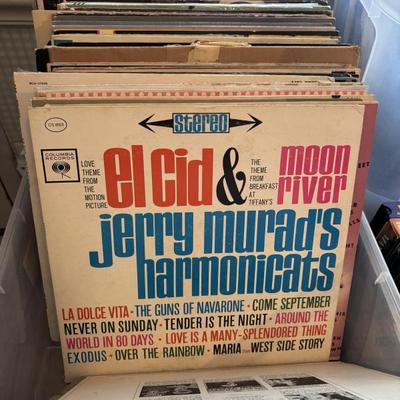 Stereo
CS 8553
COLUMBIA
RECORDS
LOVE
THEME
FROM
THE
MOTION
PICTURE
el Cid &
THE
THEME
FROM
BREAKFAST
AT
TIFFANY'S
moon
river
jerry murad's
harmonicats
LA DOLCE VITA • THE GUNS OF NAVARONE • COME SEPTEMBER
NEVER ON SUNDAY • TENDER IS THE NIGHT • AROUND THE
WORLD IN 80 DAYS • LOVE IS A MANY-SPLENDORED THING
EXODUS • OVER THE RAINBOW • MARIA FROM WEST SIDE STORY